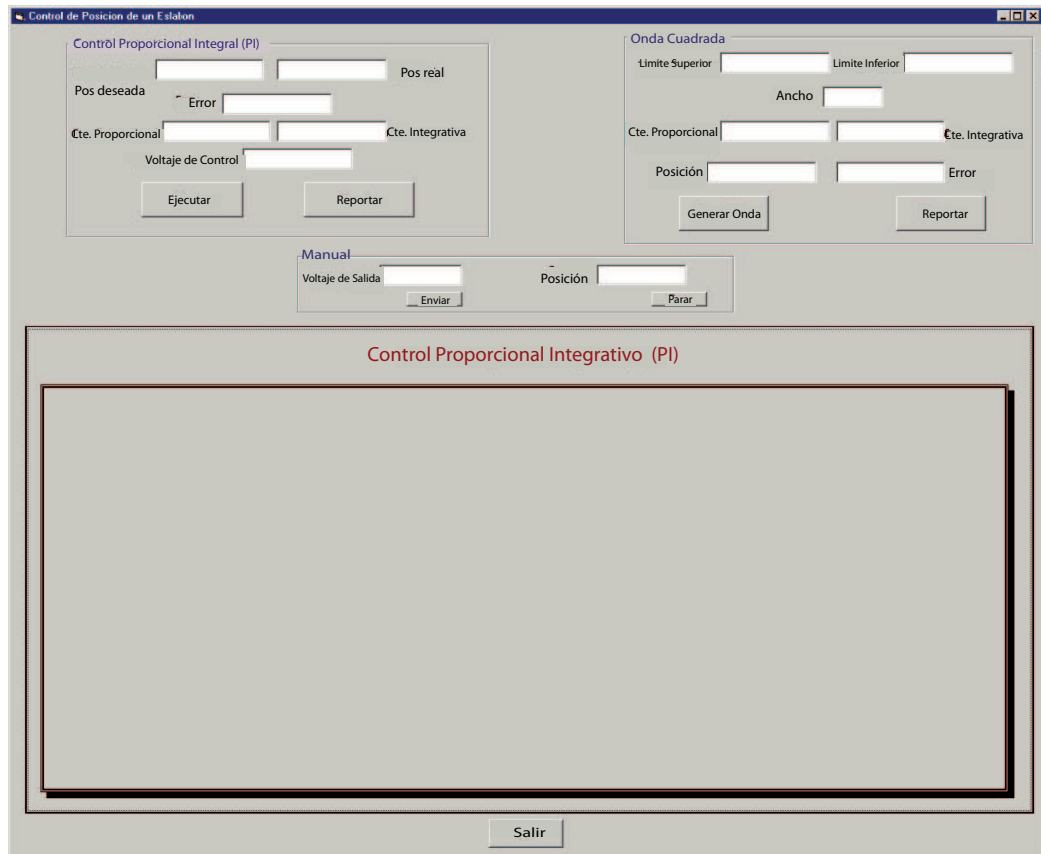 Control de Posicion de un Eslabon
Control Proporcional Integral (PI)
Pos real
Pos deseada
Error
Cte. Proporcional
Cte. Integrativa
Voltaje de Control
Ejecutar
Reportar
Onda Cuadrada
Limite Superior
Limite Inferior
Ancho
Cte. Proporcional
Cte. Integrativa
Posición
Error
Generar Onda
Reportar
Manual
Voltaje de Salida
Posición
Enviar
Parar
Control Proporcional Integrativo (PI)
Salir